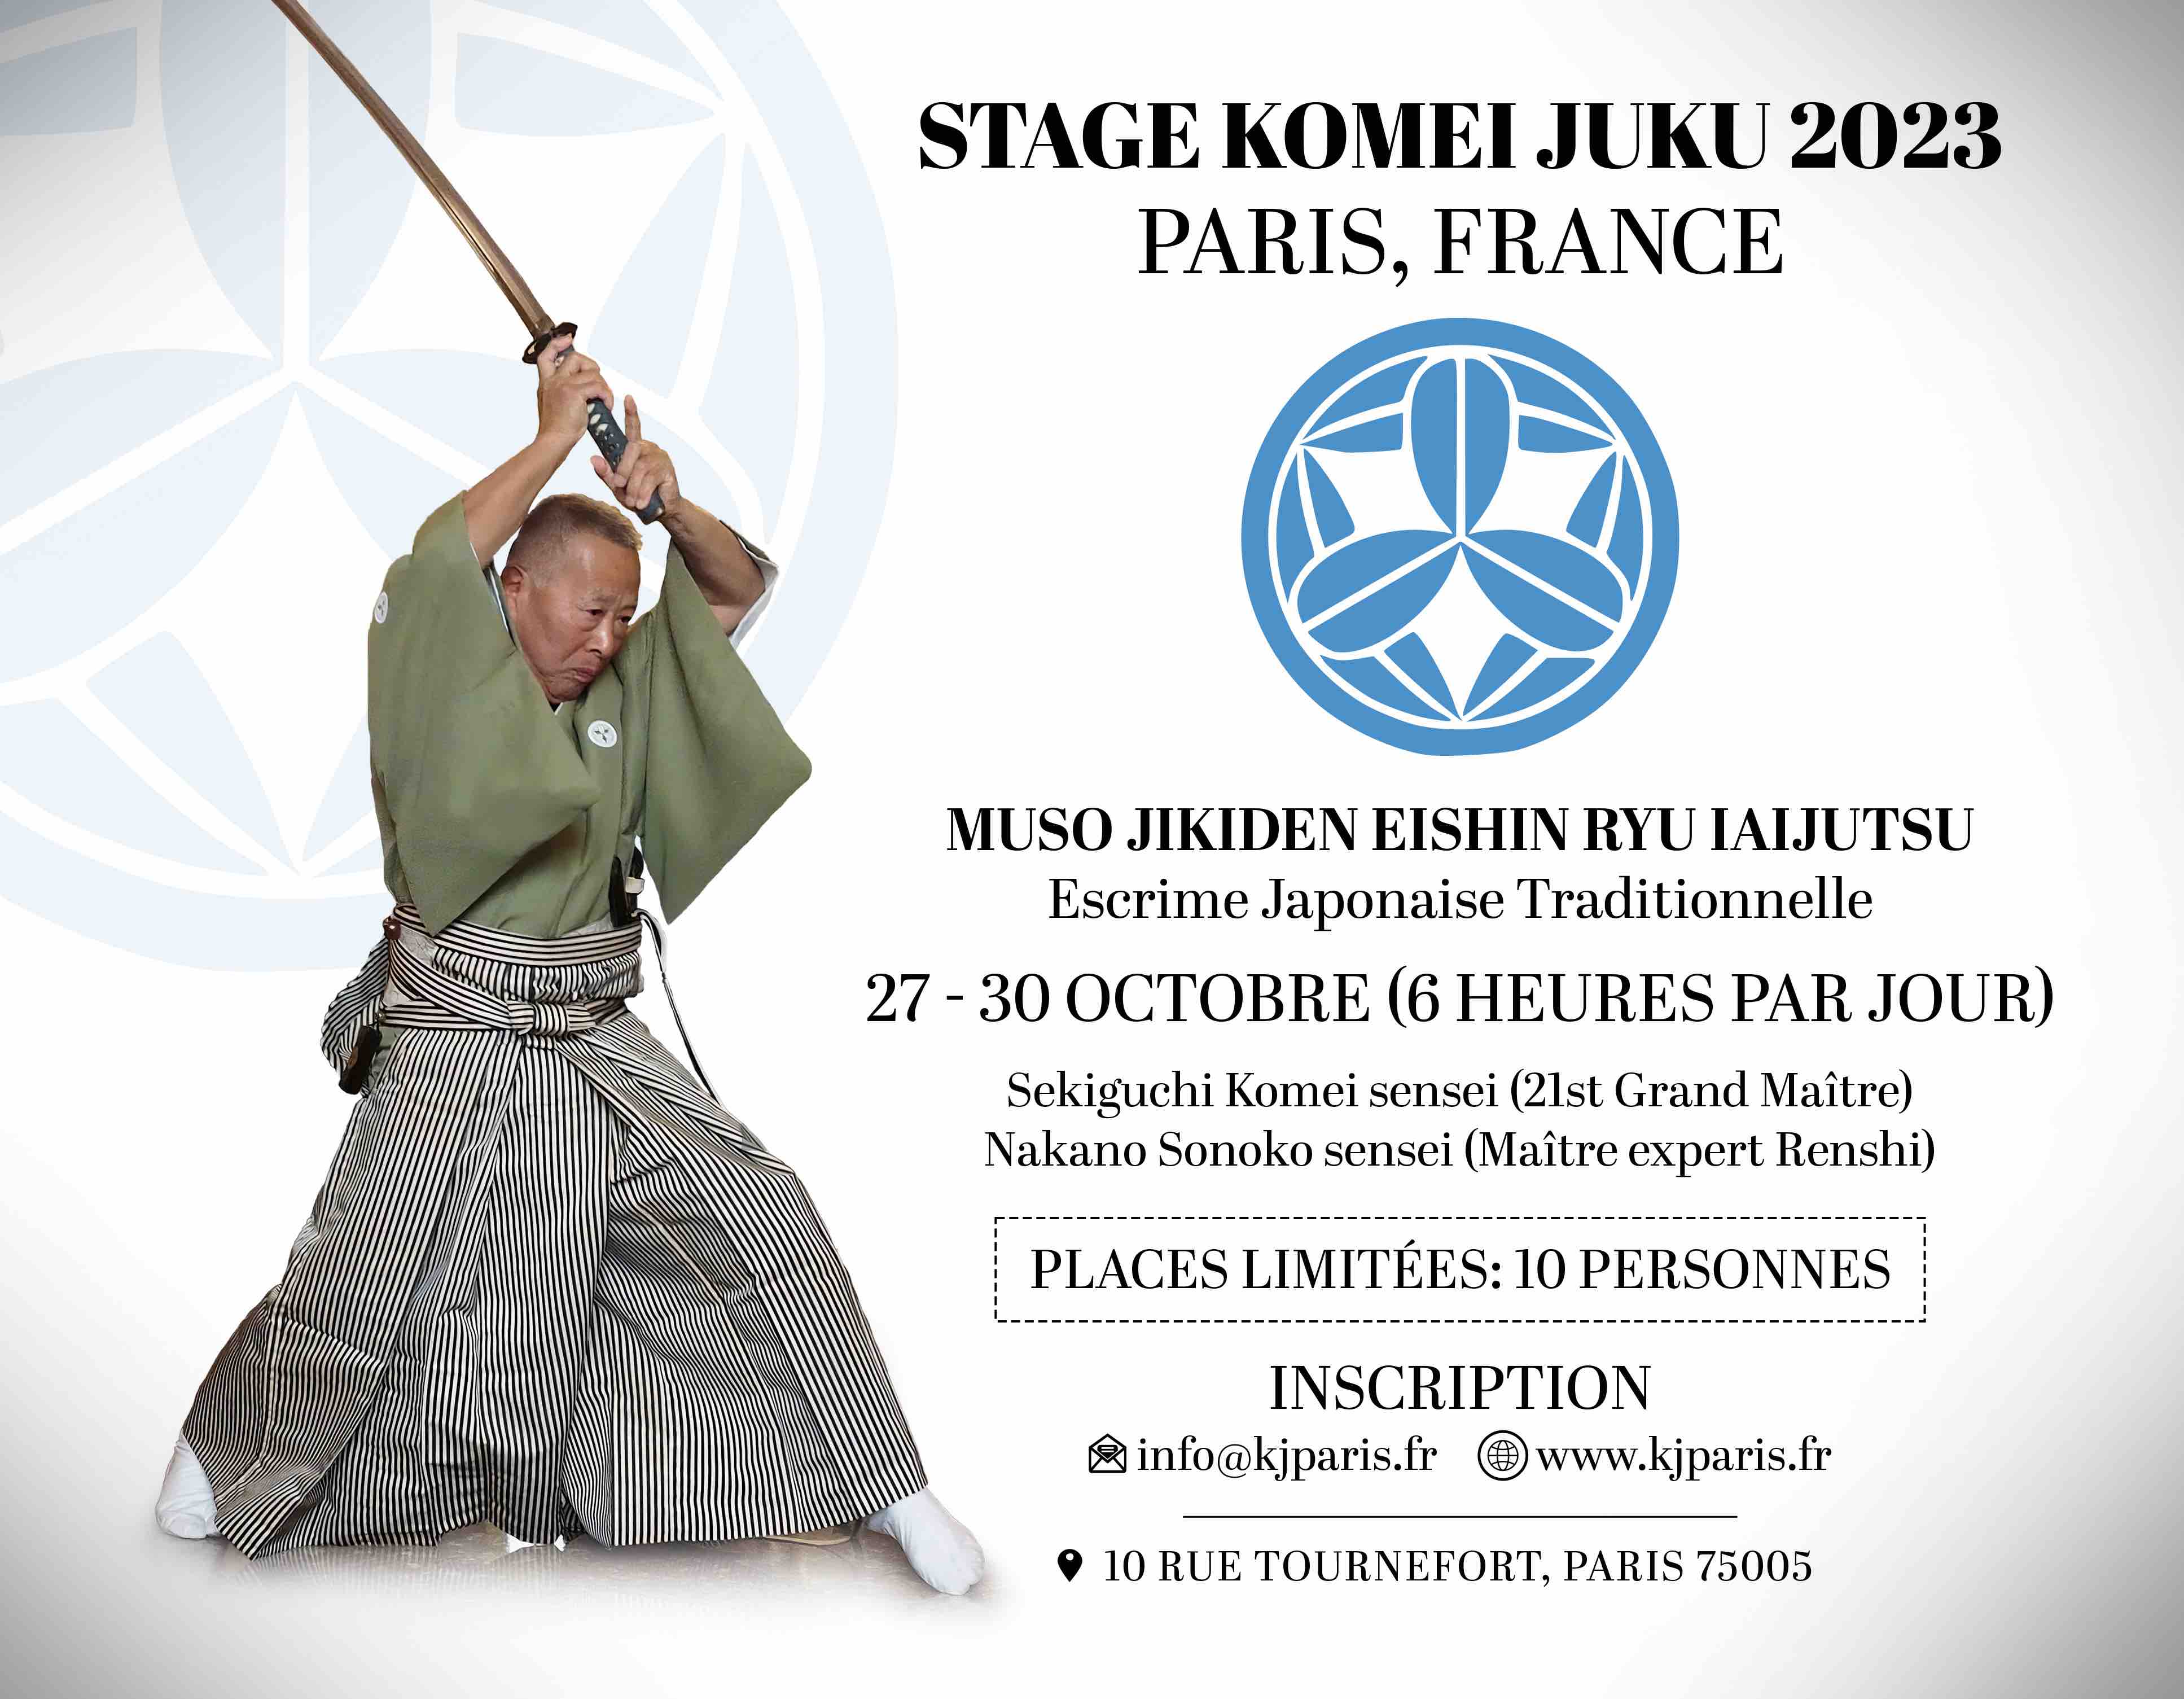 STAGE KOMEI JUKU 2023
PARIS, FRANCE
MUSO JIKIDEN EISHIN RYU IAIJUTSU
Escrime Japonaise Traditionnelle
27 - 30 OCTOBRE (6 HEURES PAR JOUR)
Sekiguchi Komei sensei (21st Grand Maître)
Nakano Sonoko sensei (Maître expert Renshi)
PLACES LIMITÉES: 10 PERSONNES
INSCRIPTION
info@kjparis.fr www.kjparis.fr
10 RUE TOURNEFORT, PARIS 75005